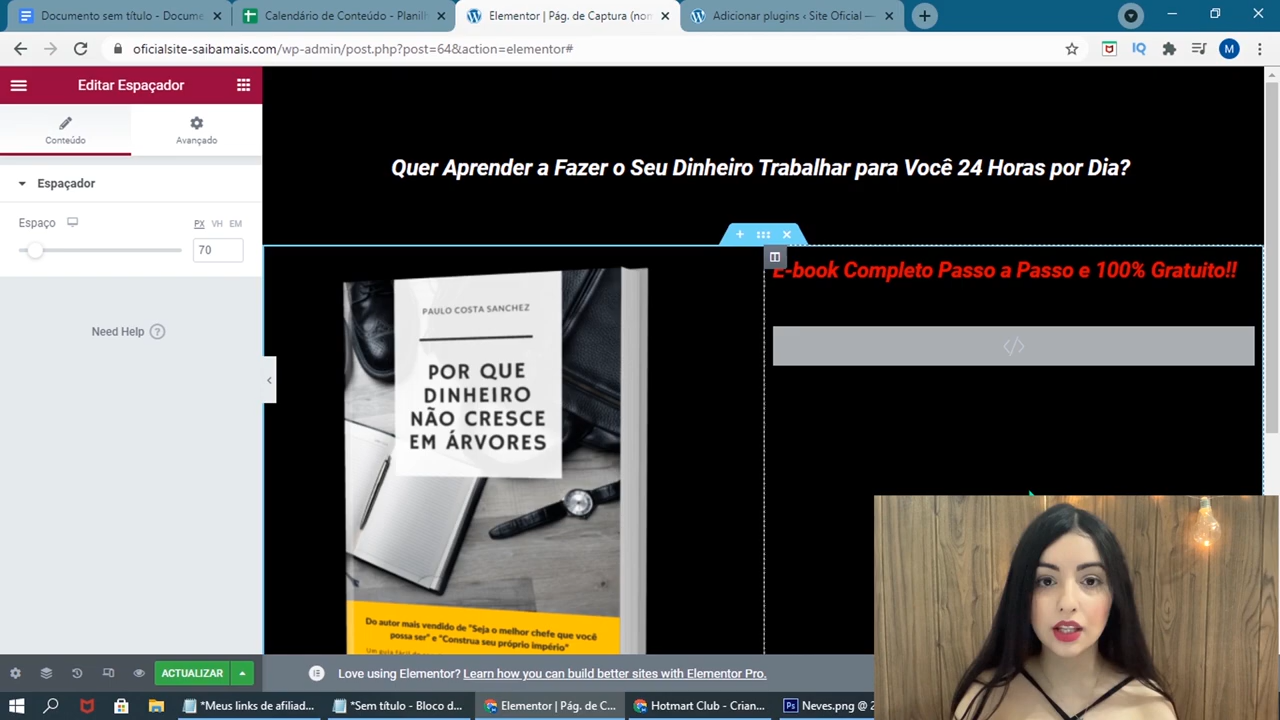 Documento sem título - Docume
Calendário de Conteúdo - Planilh
Elementor | Pág. de Captura (non
Adicionar plugins ‹ Site Oficial —
oficialsite-saibamais.com/wp-admin/post.php?post=64&action=elementor#
IQ
M
Editar Espaçador
Conteúdo
Avançado
Espaçador
Espaço
PX VH EM
70
Need Help
Quer Aprender a Fazer o Seu Dinheiro Trabalhar para Você 24 Horas por Dia?
E-book Completo Passo a Passo e 100% Gratuito!!
PAULO COSTA SANCHEZ
POR QUE
DINHEIRO
NÃO CRESCE
EM ÁRVORES
Do autor mais vendido de "Seja o melhor chefe que você
possa ser" e "Construa seu próprio império"
ACTUALIZAR
Love using Elementor? Learn how you can build better sites with Elementor Pro.
*Meus links de afiliad...
*Sem título - Bloco d...
Elementor | Pág. de C...
Hotmart Club - Crian...
Neves.png @ 2